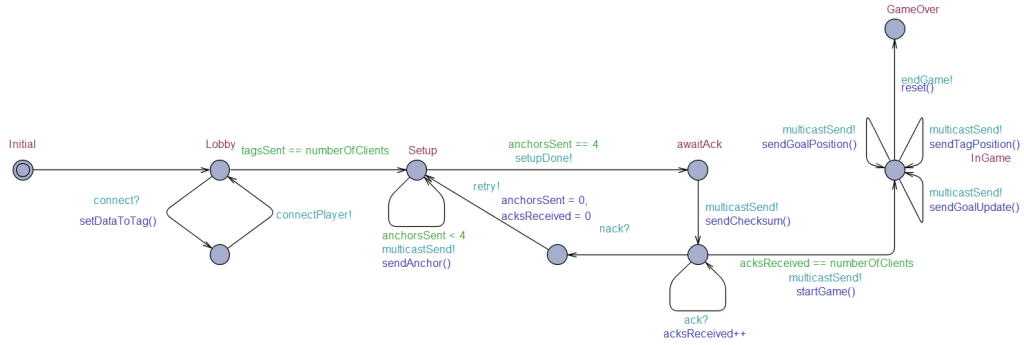 GameOver
endGame!
reset()
multicastSend!
sendGoalPosition()
multicastSend!
sendTagPosition()
InGame
multicastSend!
sendGoalUpdate()
Initial
Lobby
tagsSent == numberOfClients
Setup
anchorsSent == 4
setupDone!
awaitAck
connect?
setDataToTag()
connectPlayer!
retry!
anchorsSent = 0,
acksReceived = 0
nack?
anchorsSent < 4
multicastSend!
sendAnchor()
multicastSend!
sendChecksum()
acksReceived == numberOfClients
multicastSend!
startGame()
ack?
acksReceived++